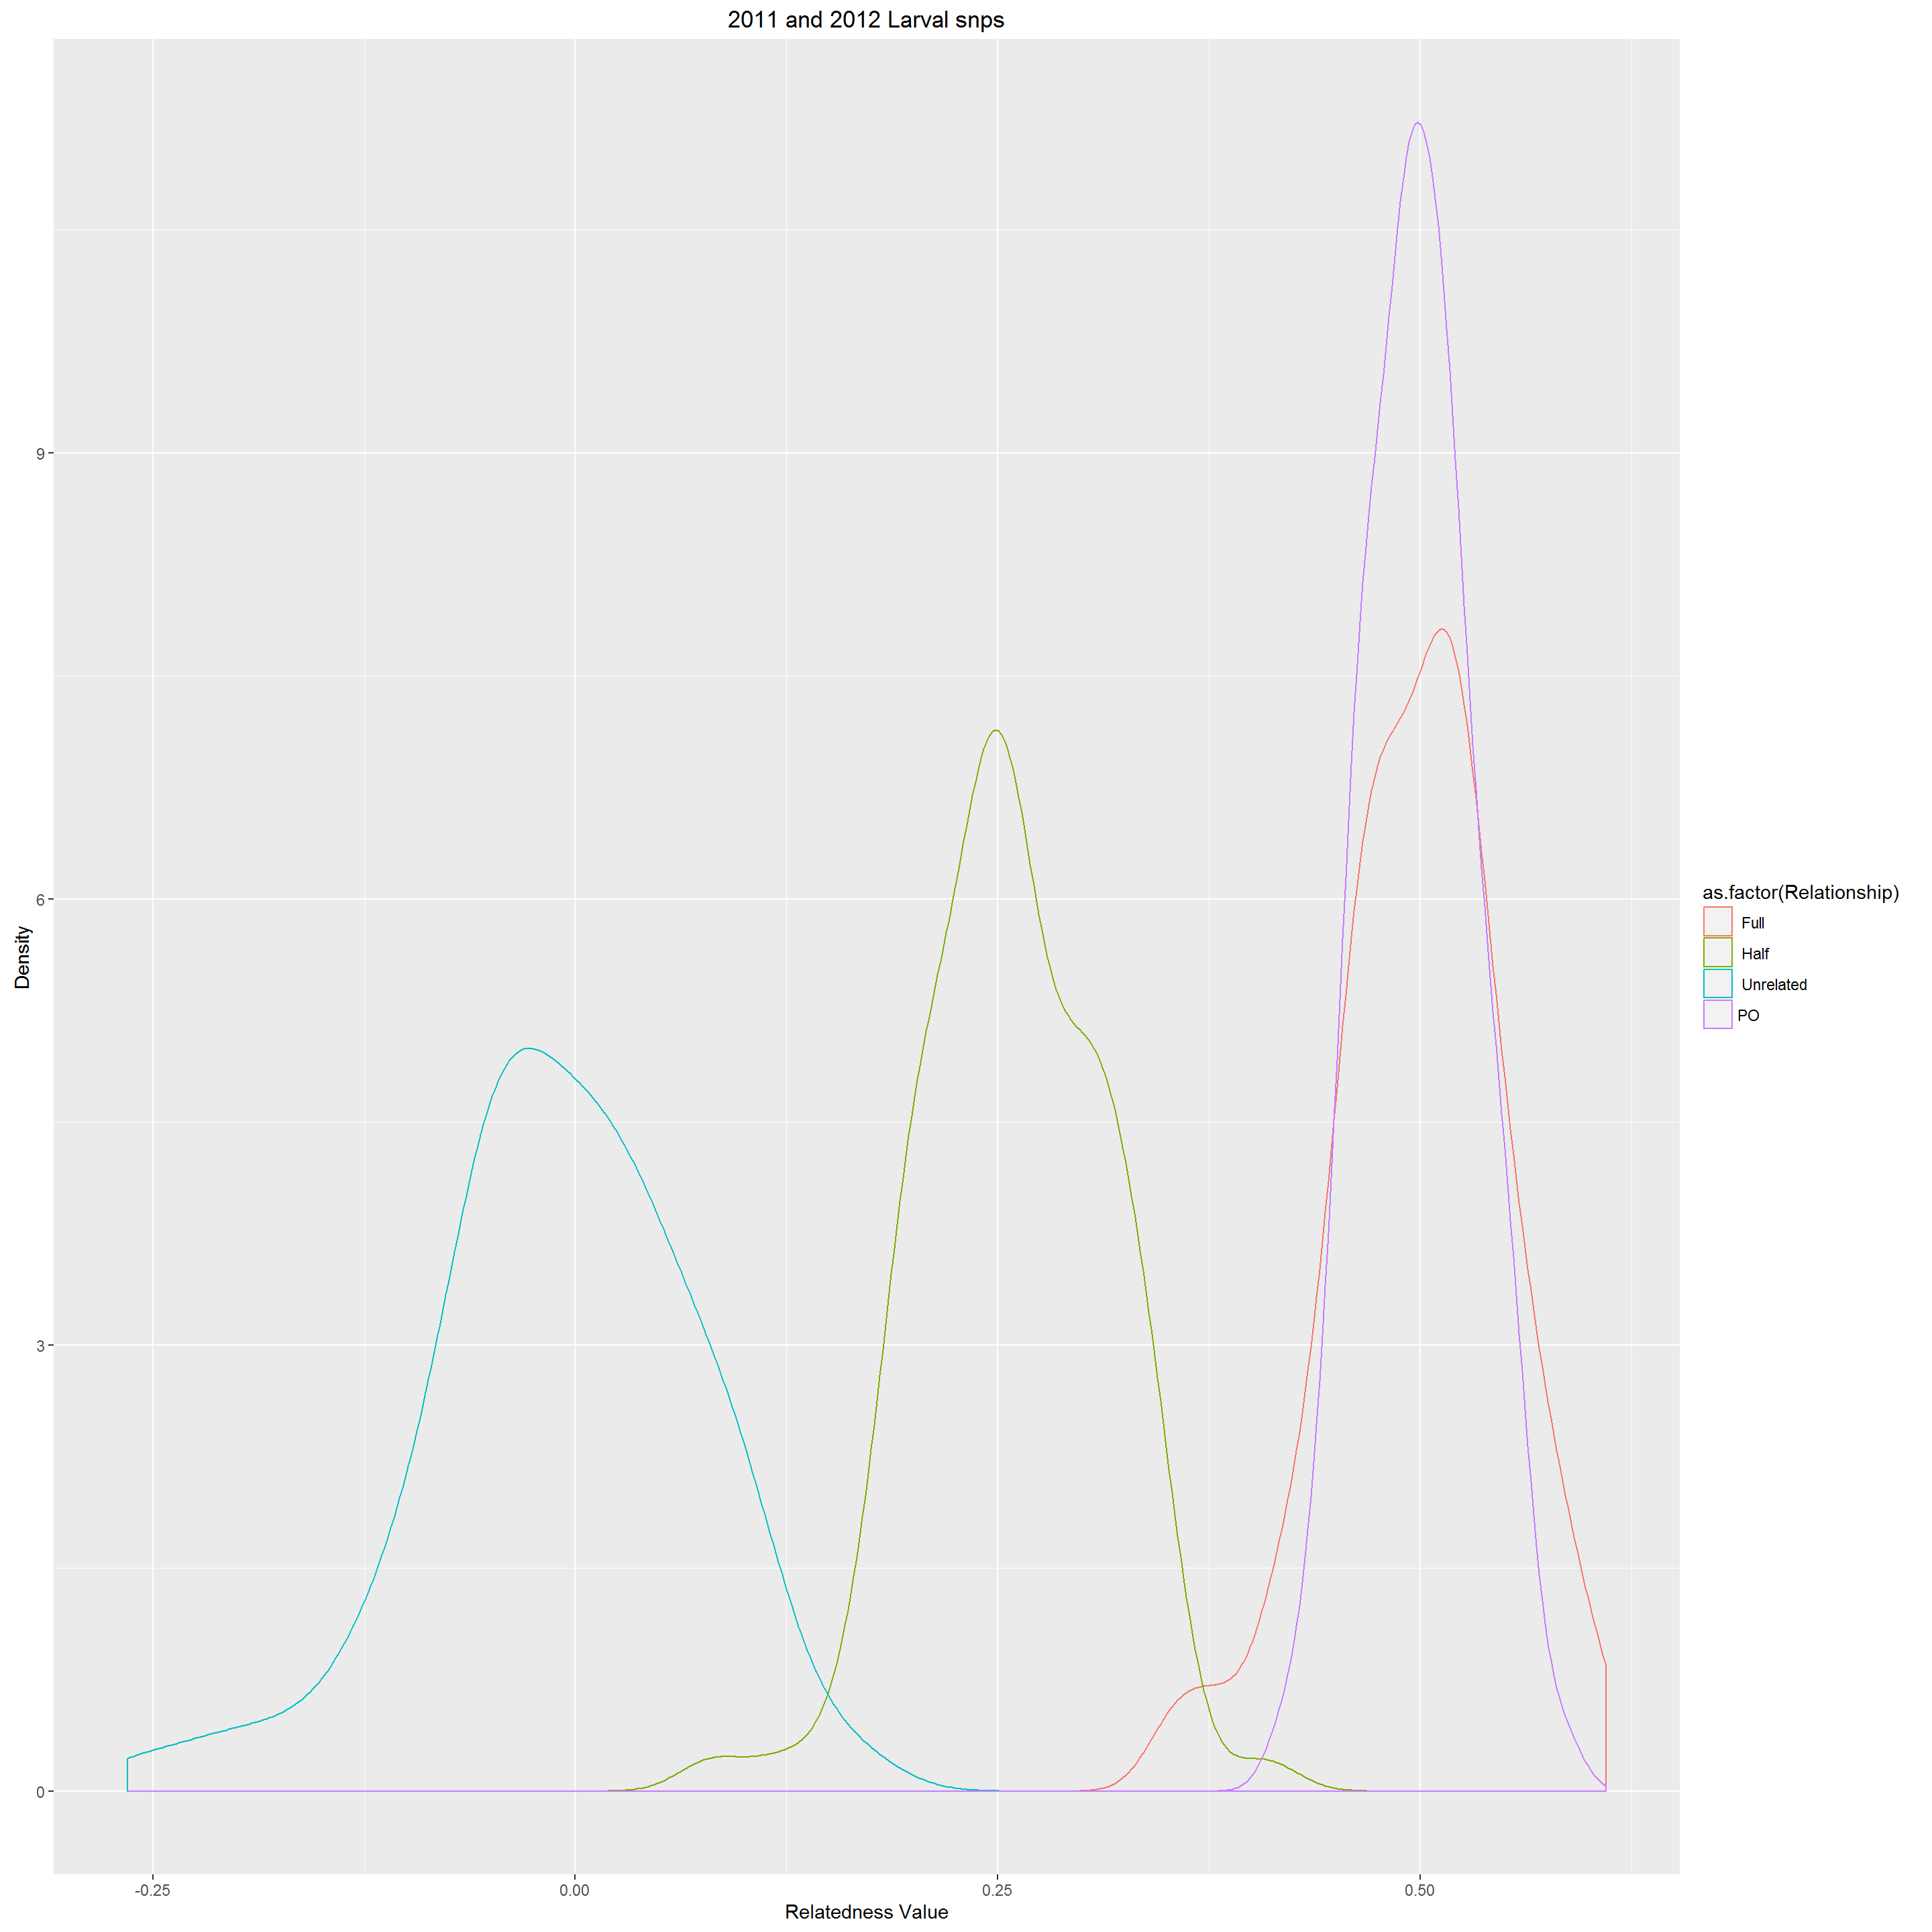 2011 and 2012 Larval snps
9
6
3
0
Density
-0.25
0.00
0.25
0.50
Relatedness Value
as.factor(Relationship)
Full
Half
Unrelated
PO